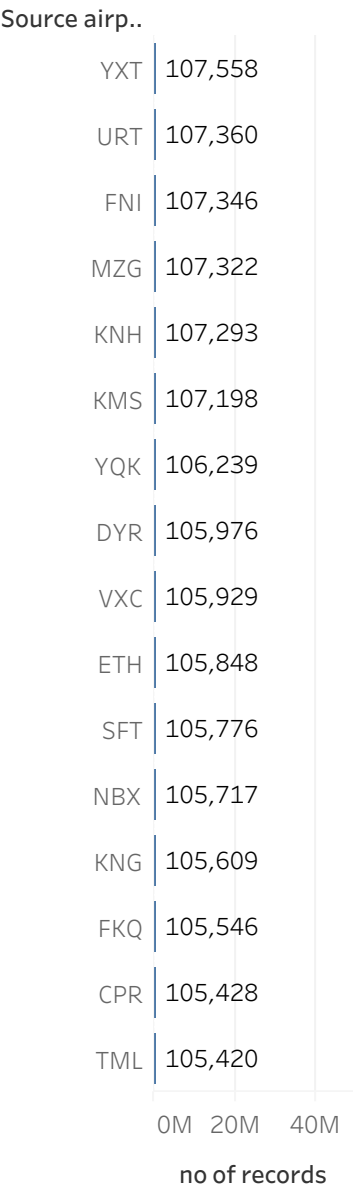 Source airp..
YXT 107,558
URT 107,360
FNI 107,346
MZG 107,322
KNH 107,293
KMS 107,198
YQK 106,239
DYR 105,976
VXC 105,929
ETH 105,848
SFT 105,776
NBX 105,717
KNG 105,609
FKQ 105,546
CPR 105,428
TML 105,420
0M 20M 40M
no of records